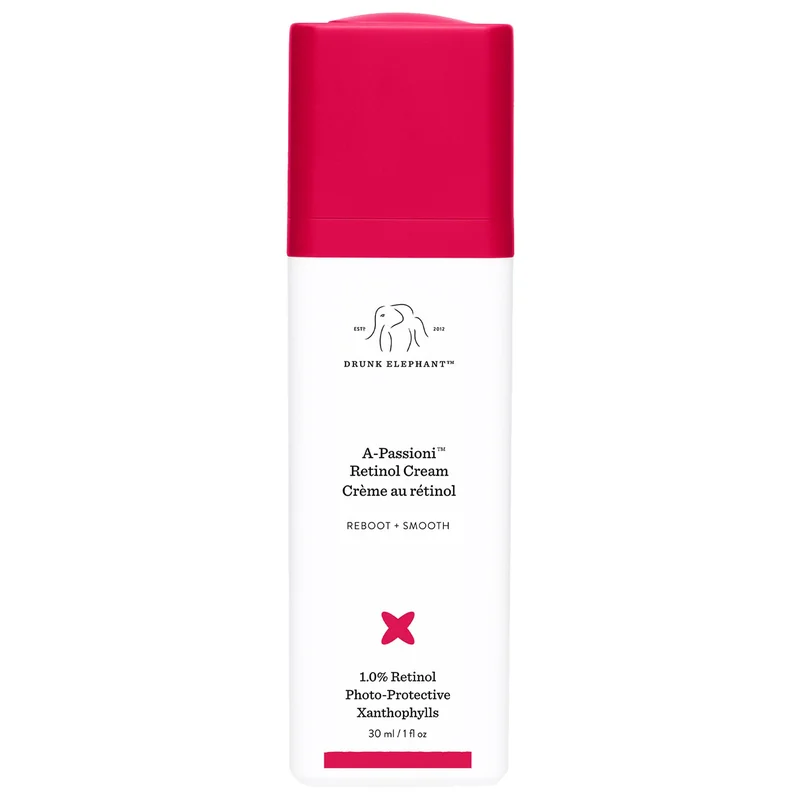 ESTD 2012
DRUNK ELEPHANT™
A-Passioni™
Retinol Cream
Crème au rétinol
REBOOT + SMOOTH
1.0% Retinol
Photo-Protective
Xanthophylls
30 ml / 1 fl oz